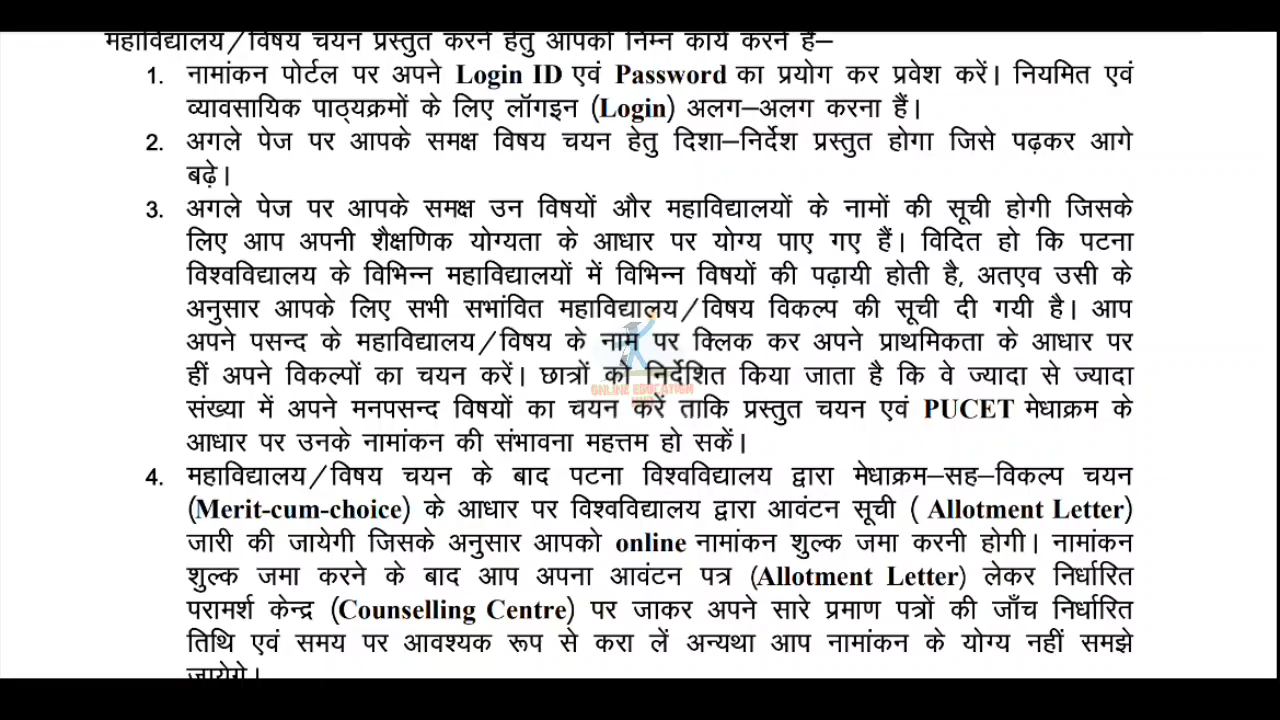 महाविद्यालय/विषय चयन प्रस्तुत करने हेतु आपको निम्न कार्य करने हैं–
1. नामांकन पोर्टल पर अपने Login ID एवं Password का प्रयोग कर प्रवेश करें। नियमित एवं
व्यावसायिक पाठ्यक्रमों के लिए लॉगइन (Login) अलग–अलग करना हैं।
2. अगले पेज पर आपके समक्ष विषय चयन हेतु दिशा–निर्देश प्रस्तुत होगा जिसे पढ़कर आगे
बढ़े।
3. अगले पेज पर आपके समक्ष उन विषयों और महाविद्यालयों के नामों की सूची होगी जिसके
लिए आप अपनी शैक्षणिक योग्यता के आधार पर योग्य पाए गए हैं। विदित हो कि पटना
विश्वविद्यालय के विभिन्न महाविद्यालयों में विभिन्न विषयों की पढ़ायी होती है, अतएव उसी के
अनुसार आपके लिए सभी सभांवित महाविद्यालय/विषय विकल्प की सूची दी गयी है। आप
अपने पसन्द के महाविद्यालय/विषय के नाम पर क्लिक कर अपने प्राथमिकता के आधार पर
हीं अपने विकल्पों का चयन करें। छात्रों को निर्देशित किया जाता है कि वे ज्यादा से ज्यादा
ONLINE EDUCATION
संख्या में अपने मनपसन्द विषयों का चयन करें ताकि प्रस्तुत चयन एवं PUCET मेधाक्रम के
आधार पर उनके नामांकन की संभावना महत्तम हो सकें।
4. महाविद्यालय/विषय चयन के बाद पटना विश्वविद्यालय द्वारा मेधाक्रम–सह–विकल्प चयन
(Merit-cum-choice) के आधार पर विश्वविद्यालय द्वारा आवंटन सूची ( Allotment Letter)
जारी की जायेगी जिसके अनुसार आपको online नामांकन शुल्क जमा करनी होगी। नामांकन
शुल्क जमा करने के बाद आप अपना आवंटन पत्र (Allotment Letter) लेकर निर्धारित
परामर्श केन्द्र (Counselling Centre) पर जाकर अपने सारे प्रमाण पत्रों की जाँच निर्धारित
तिथि एवं समय पर आवश्यक रूप से करा लें अन्यथा आप नामांकन के योग्य नहीं समझे
जायेगे।